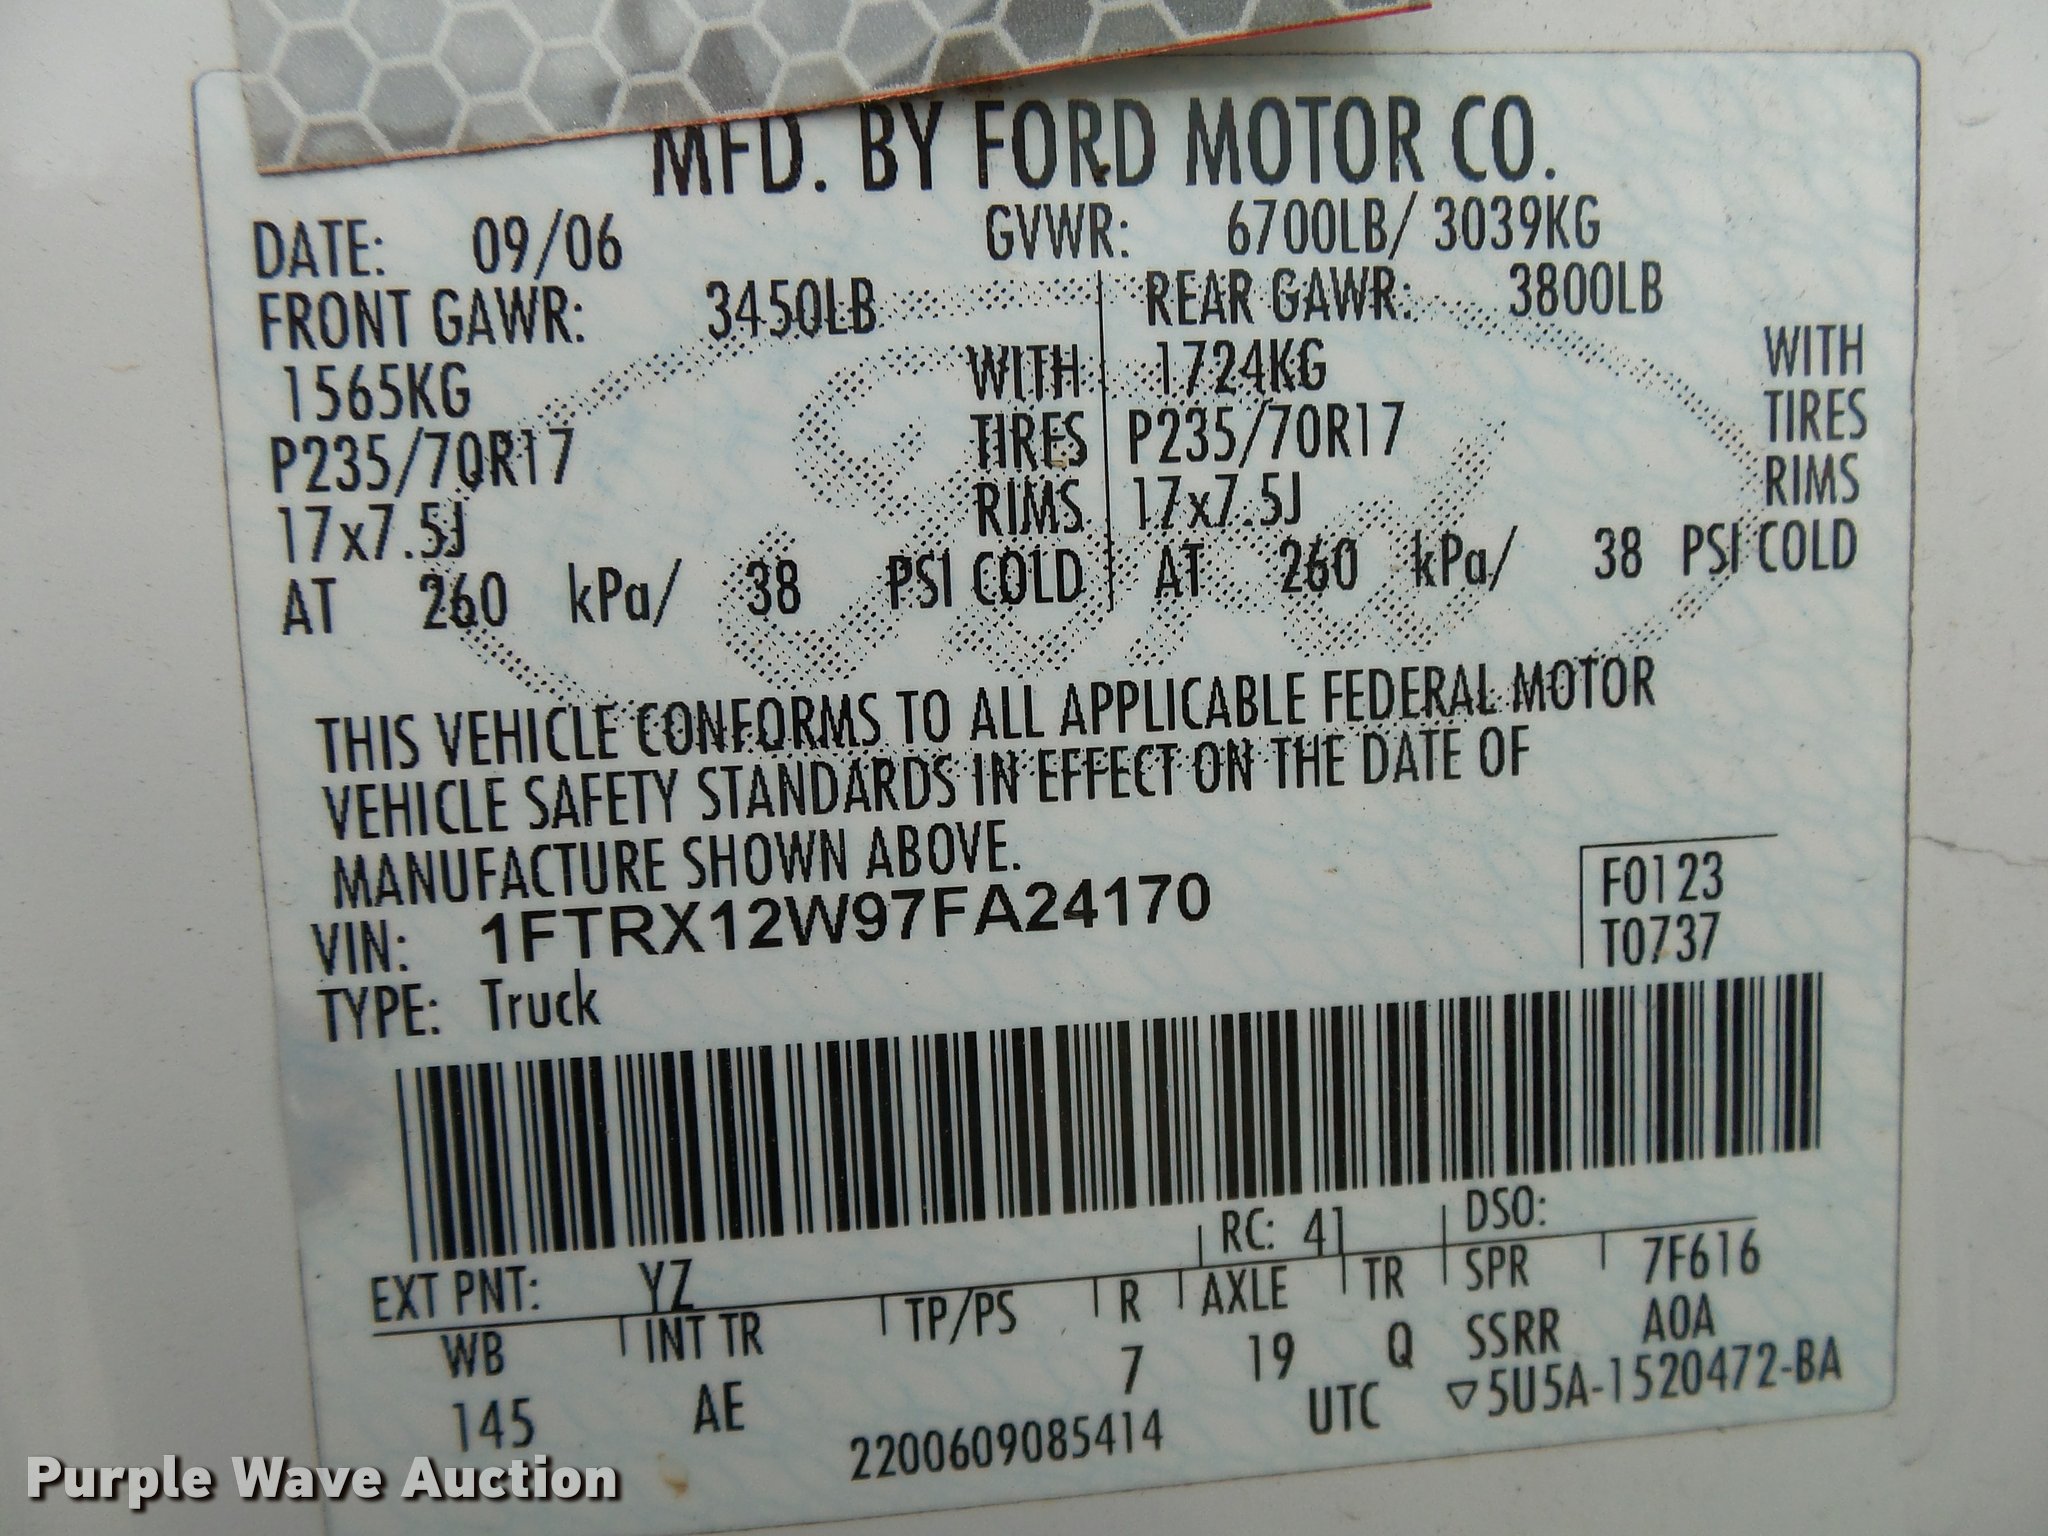 MFD. BY FORD MOTOR CO.
DATE: 09/06 GVWR: 6700LB/ 3039KG
FRONT GAWR: 3450LB REAR GAWR: 3800LB
1565KG WITH 1724KG WITH
P235/70R17 TIRES P235/70R17 TIRES
17x7.5J RIMS 17x7.5J RIMS
AT 260 kPa/ 38 PSI COLD AT 260 kPa/ 38 PSI COLD
THIS VEHICLE CONFORMS TO ALL APPLICABLE FEDERAL MOTOR
VEHICLE SAFETY STANDARDS IN EFFECT ON THE DATE OF
MANUFACTURE SHOWN ABOVE.
VIN: 1FTRX12W97FA24170 F0123
TYPE: Truck T0737
RC: 41 DSO:
EXT PNT: YZ
WB INT TR TP/PS R AXLE TR SPR 7F616
145 AE 7 19 Q SSRR A0A
2200609085414 UTC ▽5U5A-1520472-BA
Purple Wave Auction